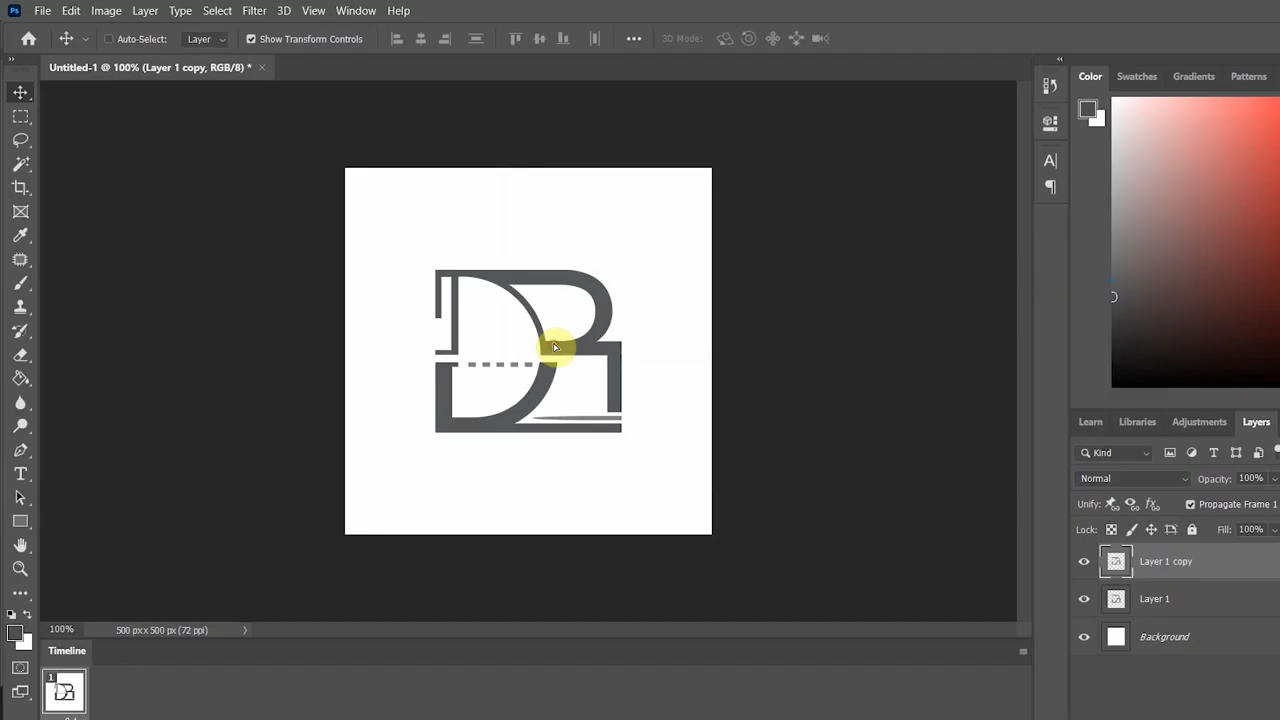 Ps File Edit Image Layer Type Select Filter 3D View Window Help
Auto-Select: Layer Show Transform Controls 3D Mode:
Untitled-1 @ 100% (Layer 1 copy, RGB/8) *
Color Swatches Gradients Patterns
DR
Learn Libraries Adjustments Layers
Kind
Normal Opacity: 100%
Unify: Propagate Frame 1
Lock: Fill: 100%
Layer 1 copy
Layer 1
Background
100% 500 px x 500 px (72 ppi)
Timeline
1